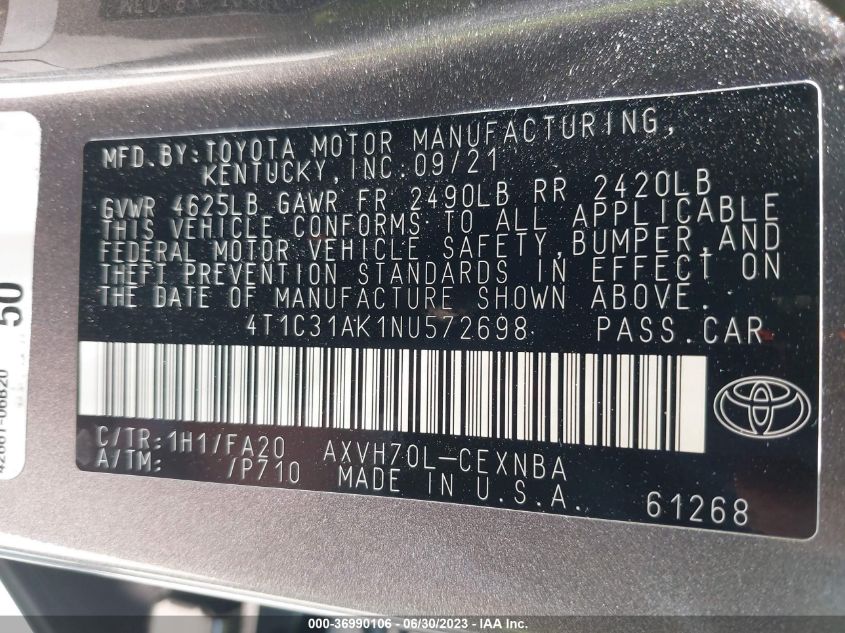 MFD.BY:TOYOTA MOTOR MANUFACTURING,
KENTUCKY,INC.09/21
GVWR 4625LB GAWR FR 2490LB RR 2420LB
THIS VEHICLE CONFORMS TO ALL APPLICABLE
FEDERAL MOTOR VEHICLE SAFETY,BUMPER,AND
THEFT PREVENTION STANDARDS IN EFFECT ON
THE DATE OF MANUFACTURE SHOWN ABOVE.
4T1C31AK1NU572698 PASS.CAR
C/TR:1H1/FA20 AXVH70L-CEXNBA
A/TM: /P710 MADE IN U.S.A.
61268
50
000-36990106 - 06/30/2023 - IAA Inc.